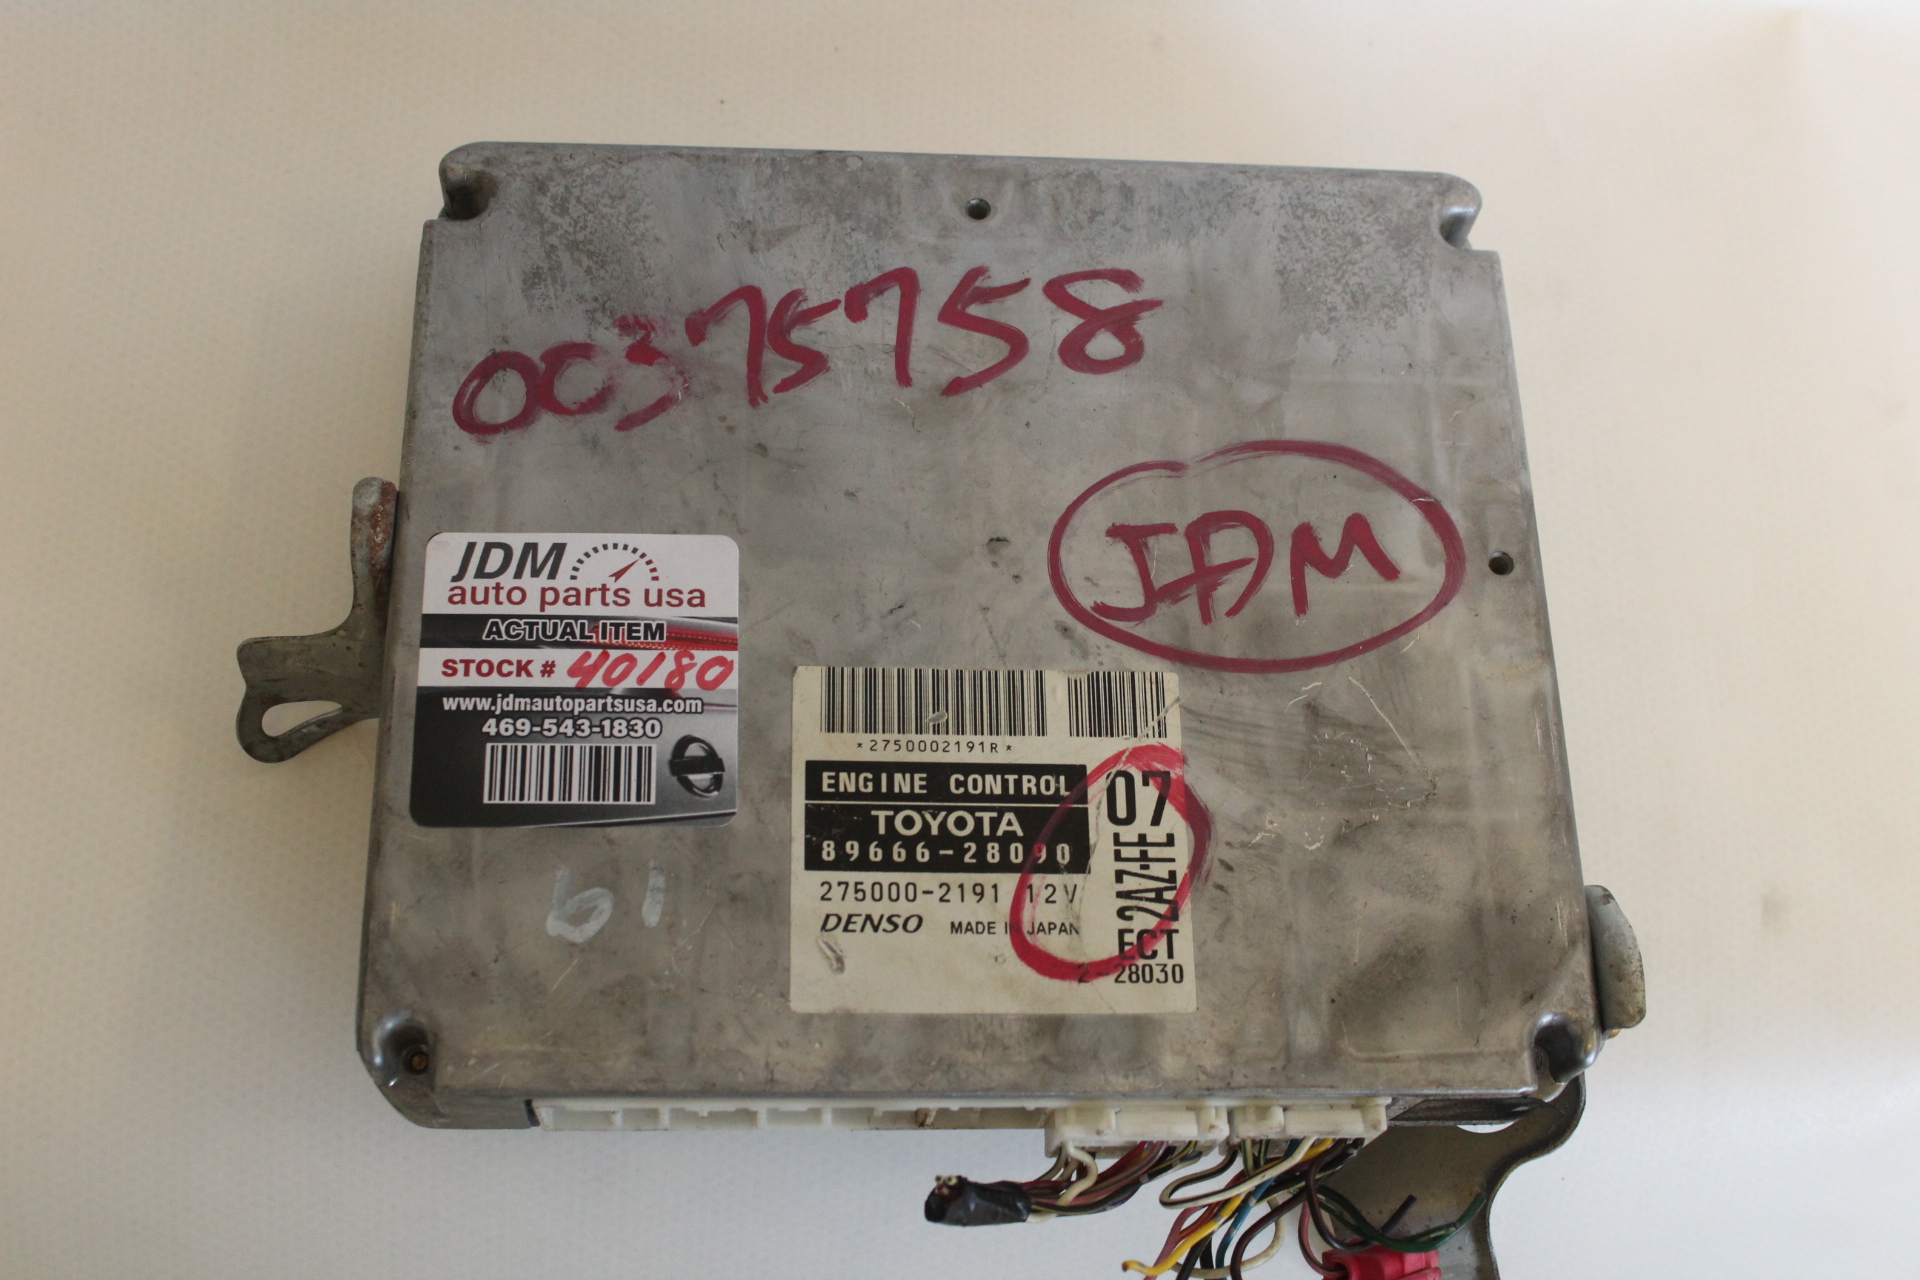 00375758
JDM
JDM
auto parts usa
ACTUAL ITEM
STOCK # 40180
www.jdmautopartsusa.com
469-543-1830
61
*2750002191R*
ENGINE CONTROL
TOYOTA
89666-28090
275000-2191 12V
DENSO MADE IN JAPAN
07
2AZ-FE
ECT
2-28030